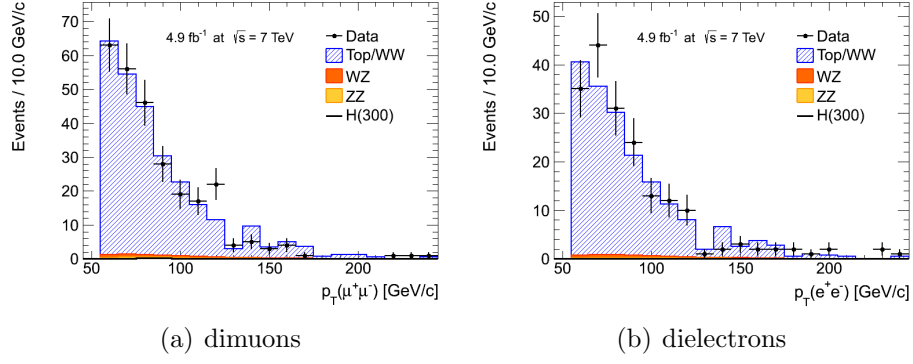 4.9 fb⁻¹ at √s = 7 TeV
Data
Top/WW
WZ
ZZ
H(300)
Events / 10.0 GeV/c
70
60
50
40
30
20
10
0
50 100 150 200
p_T(μ⁺μ⁻) [GeV/c]
(a) dimuons
4.9 fb⁻¹ at √s = 7 TeV
Data
Top/WW
WZ
ZZ
H(300)
Events / 10.0 GeV/c
50
40
30
20
10
0
50 100 150 200
p_T(e⁺e⁻) [GeV/c]
(b) dielectrons